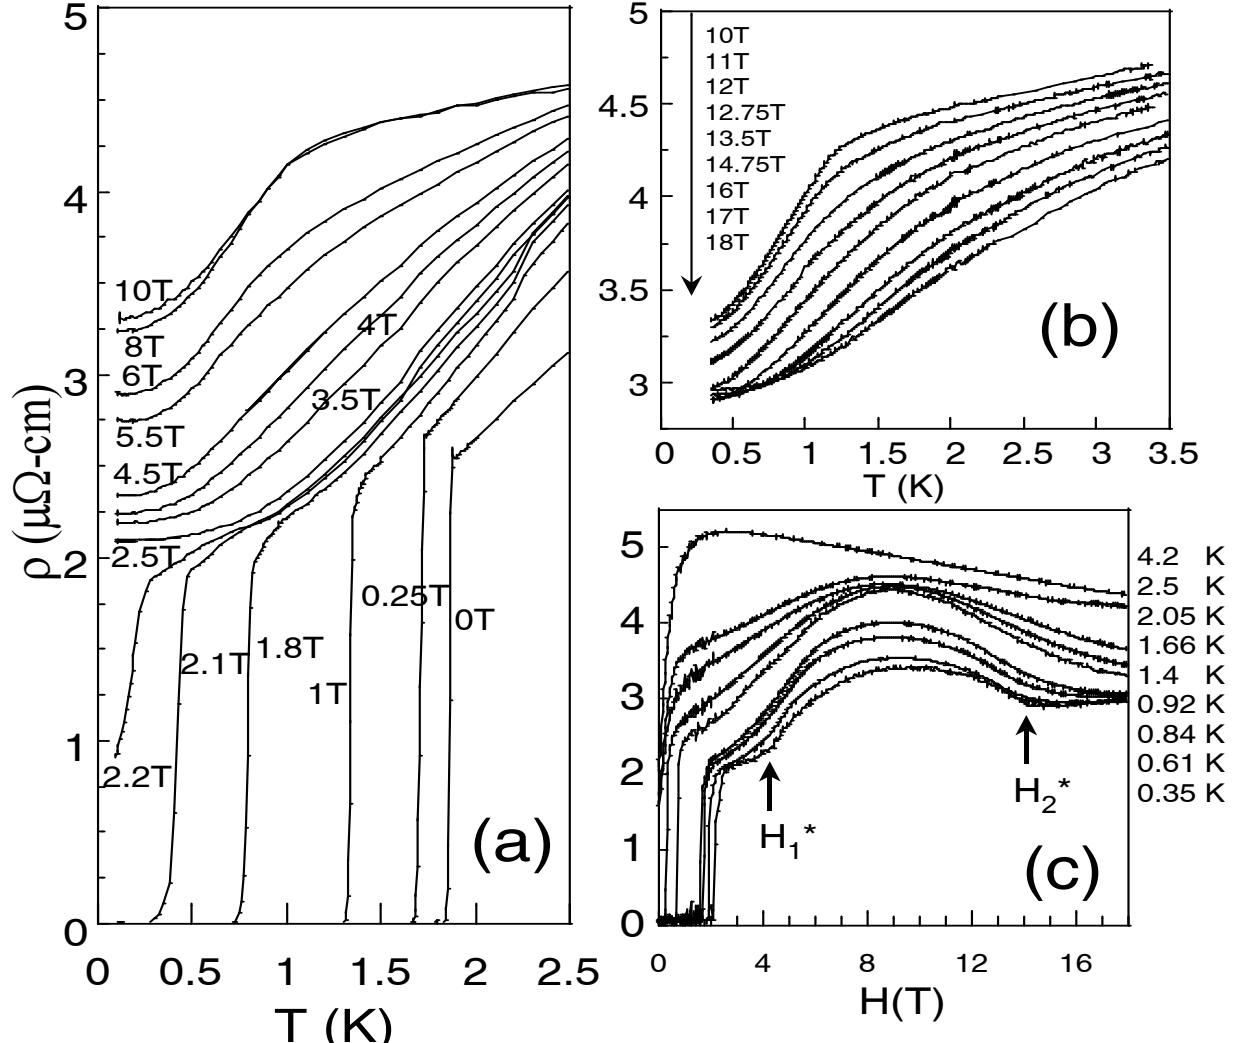 5
4
3
2
1
0
ρ (μΩ-cm)
10T
8T
6T
5.5T
4.5T
4T
3.5T
2.5T
2.2T
2.1T
1.8T
1T
0.25T
0T
(a)
0 0.5 1 1.5 2 2.5
T (K)
5
4.5
4
3.5
3
10T
11T
12T
12.75T
13.5T
14.75T
16T
17T
18T
(b)
0 0.5 1 1.5 2 2.5 3 3.5
T (K)
5
4
3
2
1
0
4.2 K
2.5 K
2.05 K
1.66 K
1.4 K
0.92 K
0.84 K
0.61 K
0.35 K
H1*
H2*
(c)
0 4 8 12 16
H(T)